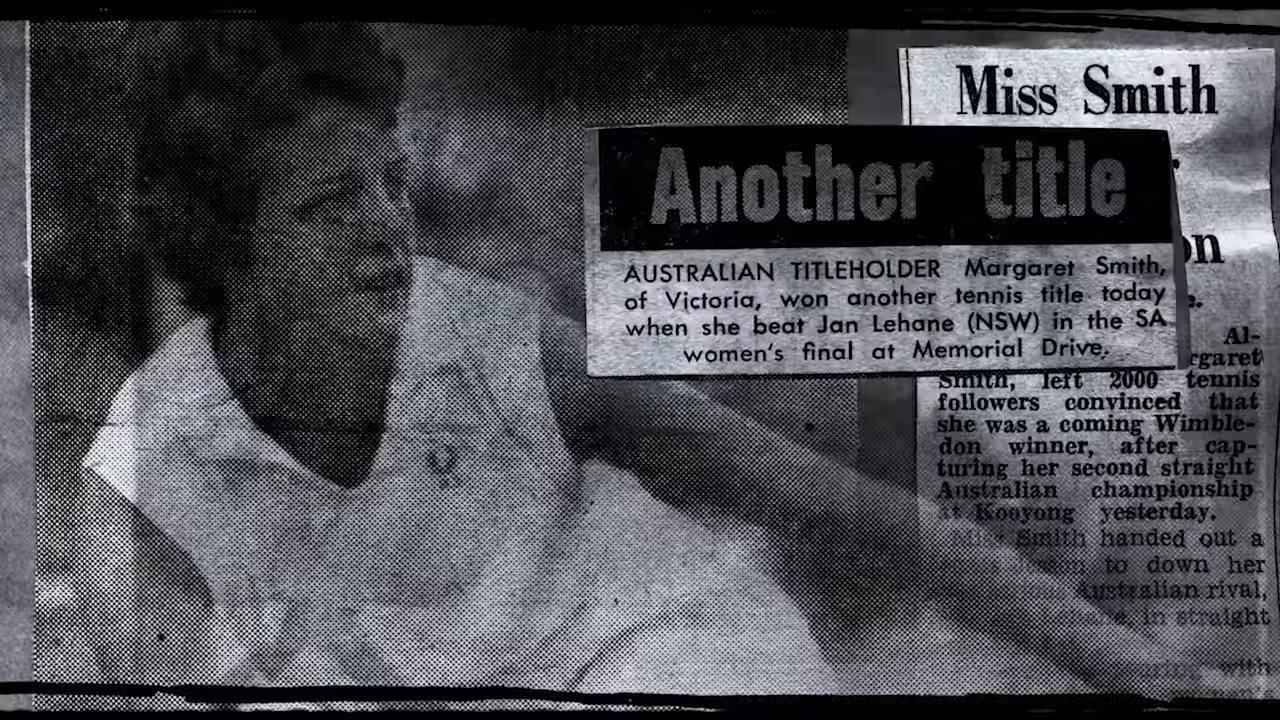 Miss Smith
Another title
AUSTRALIAN TITLEHOLDER Margaret Smith,
of Victoria, won another tennis title today
when she beat Jan Lehane (NSW) in the SA
women's final at Memorial Drive.
on
e.
Al-
rgaret
Smith, left 2000 tennis
followers convinced that
she was a coming Wimble-
don winner, after cap-
turing her second straight
Australian championship
at Kooyong yesterday.
Miss Smith handed out a
to down her
Australian rival,
in straight
with